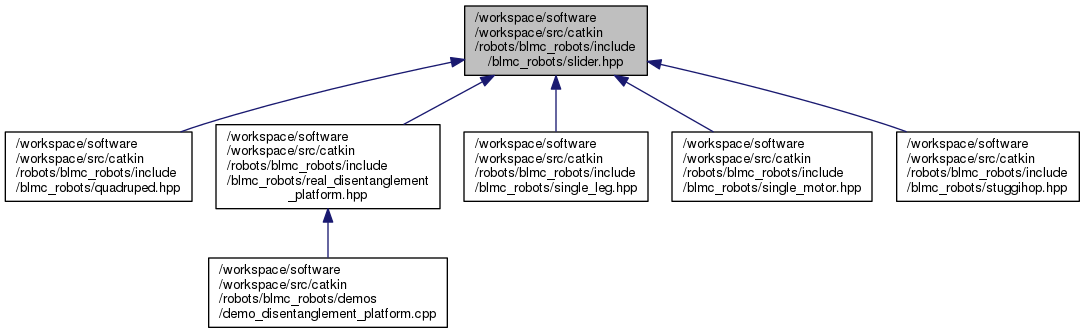 /workspace/software
/workspace/src/catkin
/robots/blmc_robots/include
/blmc_robots/slider.hpp
/workspace/software
/workspace/src/catkin
/robots/blmc_robots/include
/blmc_robots/quadruped.hpp
/workspace/software
/workspace/src/catkin
/robots/blmc_robots/include
/blmc_robots/real_disentanglement
_platform.hpp
/workspace/software
/workspace/src/catkin
/robots/blmc_robots/include
/blmc_robots/single_leg.hpp
/workspace/software
/workspace/src/catkin
/robots/blmc_robots/include
/blmc_robots/single_motor.hpp
/workspace/software
/workspace/src/catkin
/robots/blmc_robots/include
/blmc_robots/stuggihop.hpp
/workspace/software
/workspace/src/catkin
/robots/blmc_robots/demos
/demo_disentanglement_platform.cpp